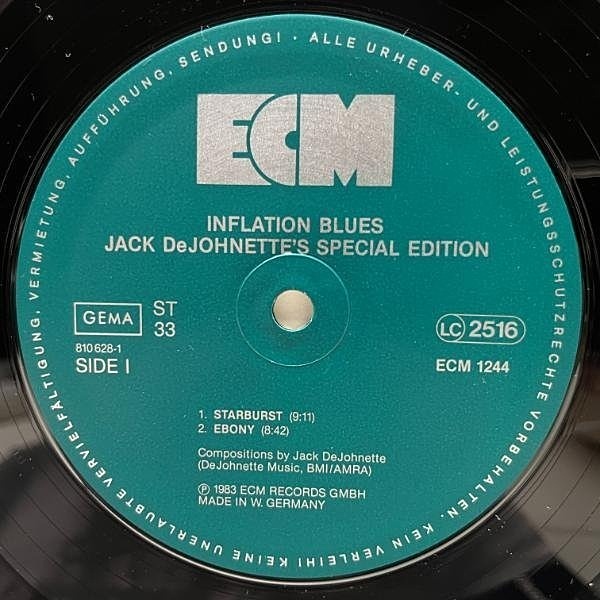 ALLE URHEBER- UND LEISTUNGSSCHUTZRECHTE VORBEHALTEN. KEIN VERLEIH! KEINE UNERLAUBTE VERVIELFÄLTIGUNG, VERMIETUNG, AUFFÜHRUNG, SENDUNG! ·
ECM
INFLATION BLUES
JACK DeJOHNETTE'S SPECIAL EDITION
GEMA
ST
33
LC 2516
810 628-1
SIDE I
ECM 1244
1. STARBURST (9:11)
2. EBONY (8:42)
Compositions by Jack DeJohnette
(DeJohnette Music, BMI/AMRA)
℗ 1983 ECM RECORDS GMBH
MADE IN W. GERMANY